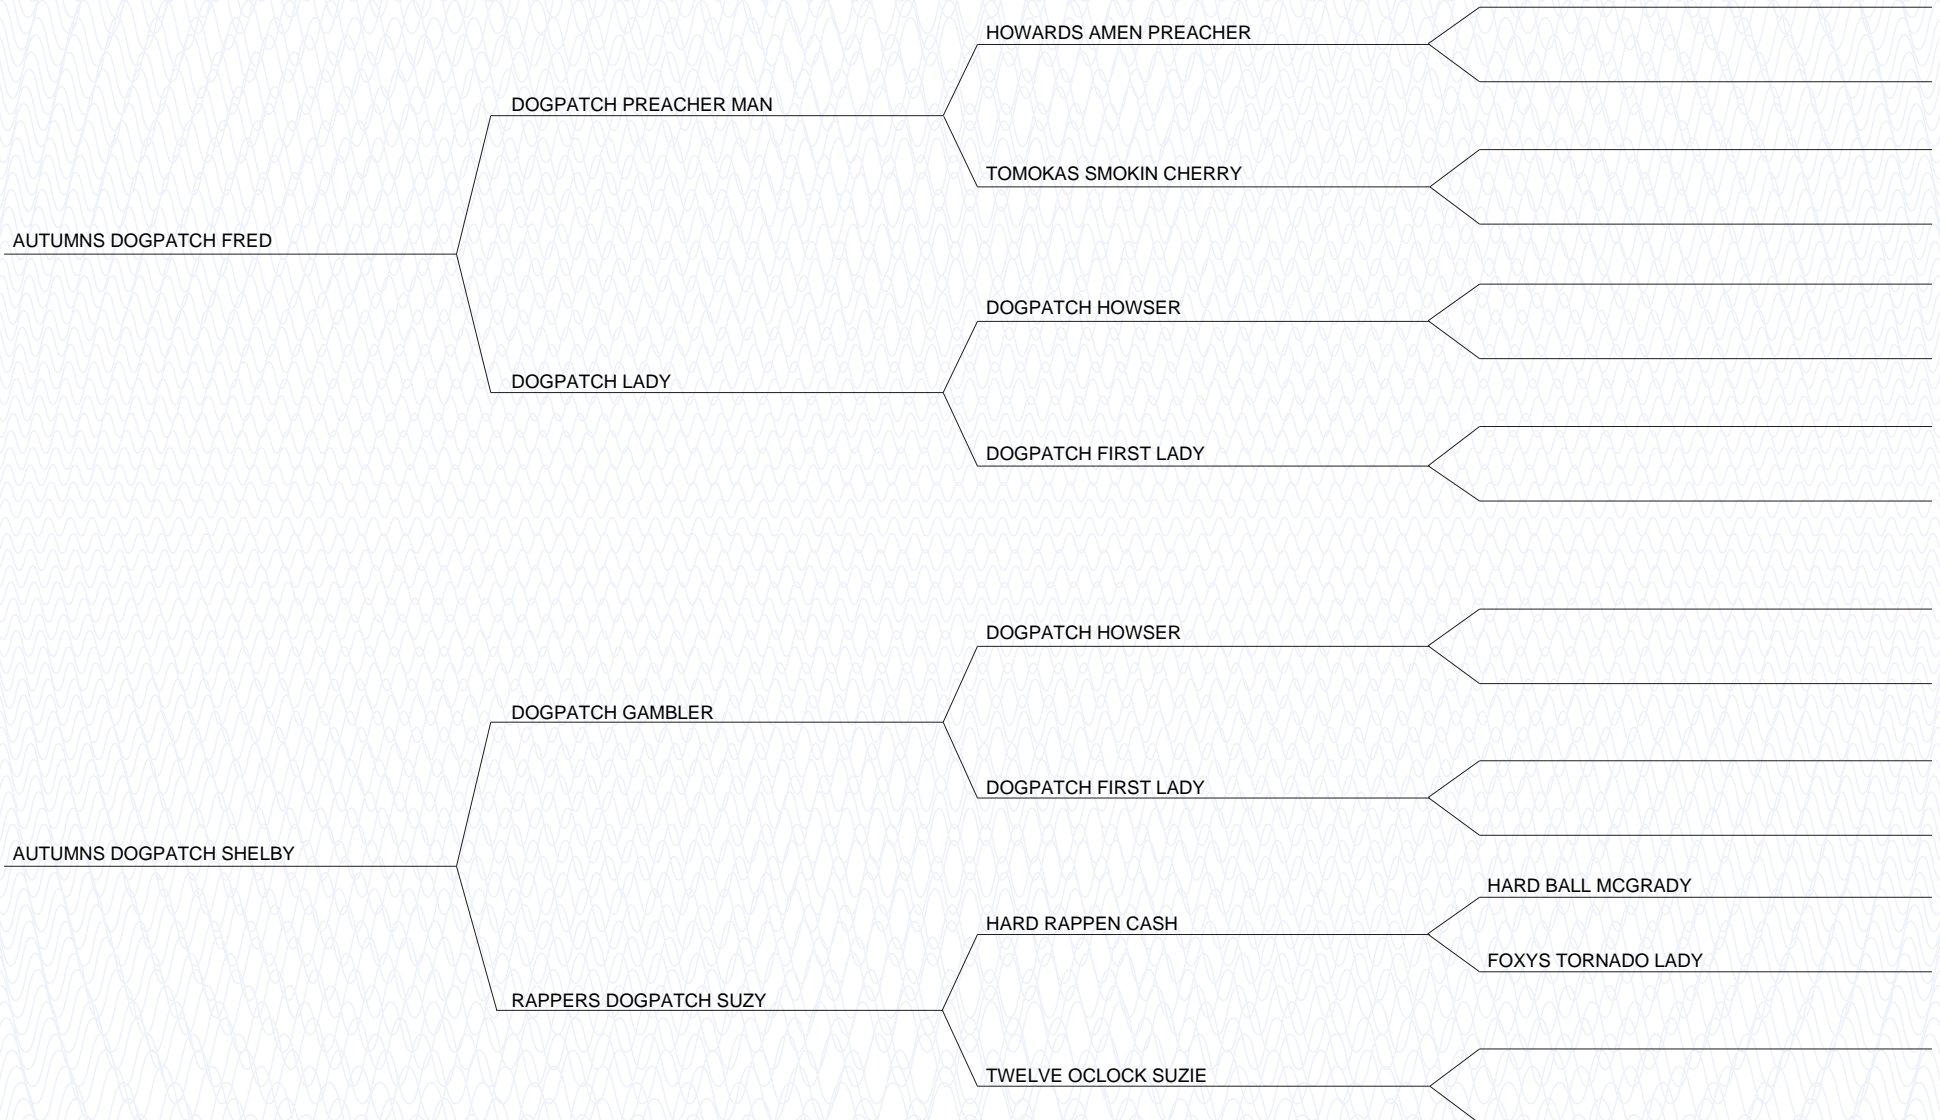 HOWARDS AMEN PREACHER
DOGPATCH PREACHER MAN
TOMOKAS SMOKIN CHERRY
AUTUMNS DOGPATCH FRED
DOGPATCH HOWSER
DOGPATCH LADY
DOGPATCH FIRST LADY
DOGPATCH HOWSER
DOGPATCH GAMBLER
DOGPATCH FIRST LADY
AUTUMNS DOGPATCH SHELBY
HARD BALL MCGRADY
HARD RAPPEN CASH
FOXYS TORNADO LADY
RAPPERS DOGPATCH SUZY
TWELVE OCLOCK SUZIE